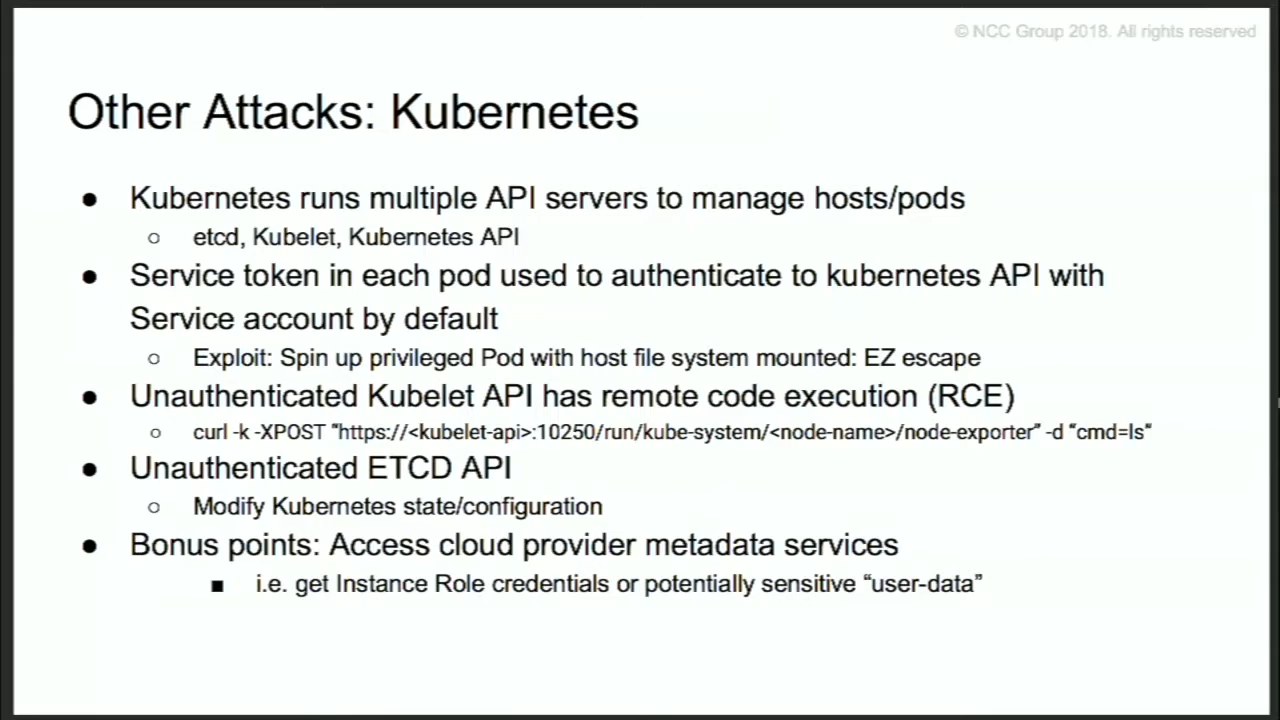 © NCC Group 2018. All rights reserved
Other Attacks: Kubernetes
● Kubernetes runs multiple API servers to manage hosts/pods
○ etcd, Kubelet, Kubernetes API
● Service token in each pod used to authenticate to kubernetes API with
Service account by default
○ Exploit: Spin up privileged Pod with host file system mounted: EZ escape
● Unauthenticated Kubelet API has remote code execution (RCE)
○ curl -k -XPOST "https://<kubelet-api>:10250/run/kube-system/<node-name>/node-exporter" -d "cmd=ls"
● Unauthenticated ETCD API
○ Modify Kubernetes state/configuration
● Bonus points: Access cloud provider metadata services
■ i.e. get Instance Role credentials or potentially sensitive “user-data”